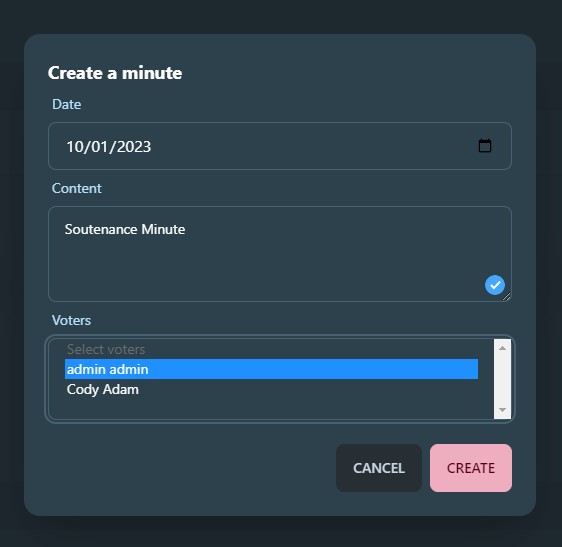 Create a minute
Date
10/01/2023
Content
Soutenance Minute
Voters
Select voters
admin admin
Cody Adam
CANCEL
CREATE